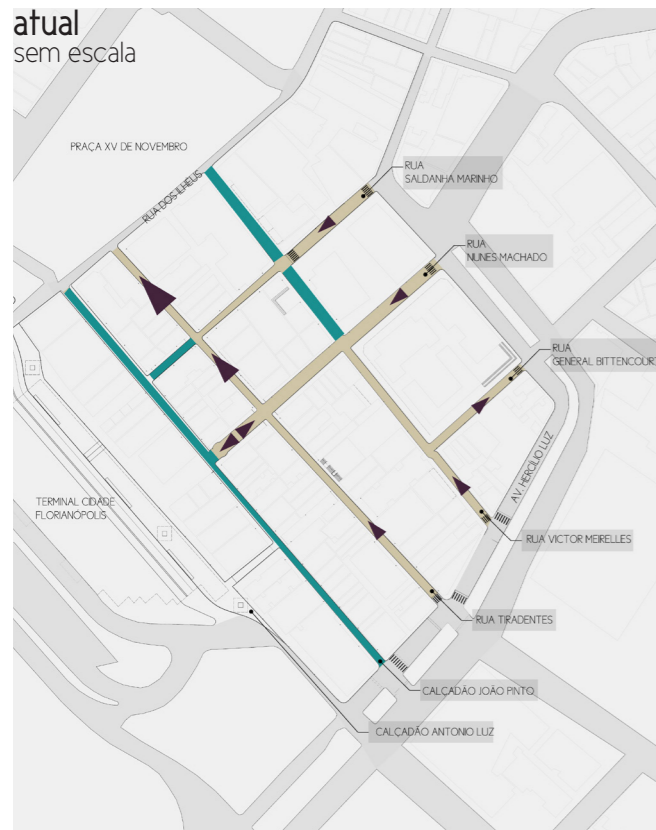 atual
sem escala
PRAÇA XV DE NOVEMBRO
RUA DOS ILHEUS
RUA
SALDANHA MARINHO
RUA
NUNES MACHADO
RUA
GENERAL BITTENCOURT
AV. HERCÍLIO LUZ
TERMINAL CIDADE
FLORIANÓPOLIS
RUA VICTOR MEIRELLES
RUA TIRADENTES
CALÇADÃO JOÃO PINTO
CALÇADÃO ANTONIO LUZ